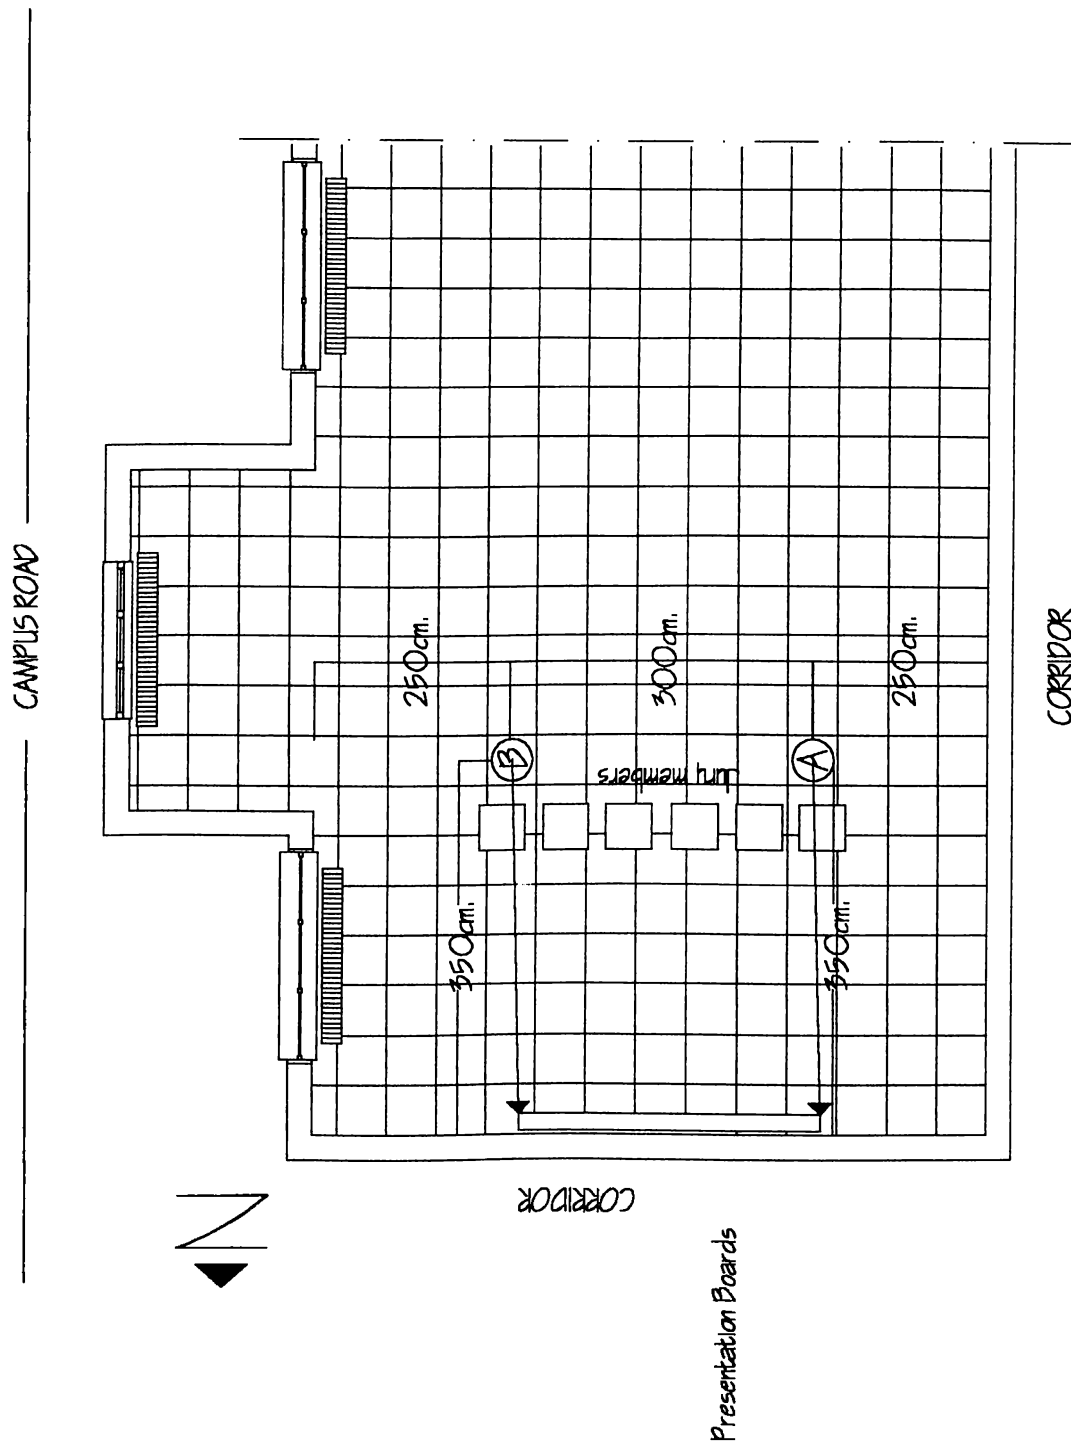 CAMPUS ROAD
250cm.
300cm.
250cm.
B
A
Jury members
350cm.
350cm.
CORRIDOR
CORRIDOR
N
Presentation Boards